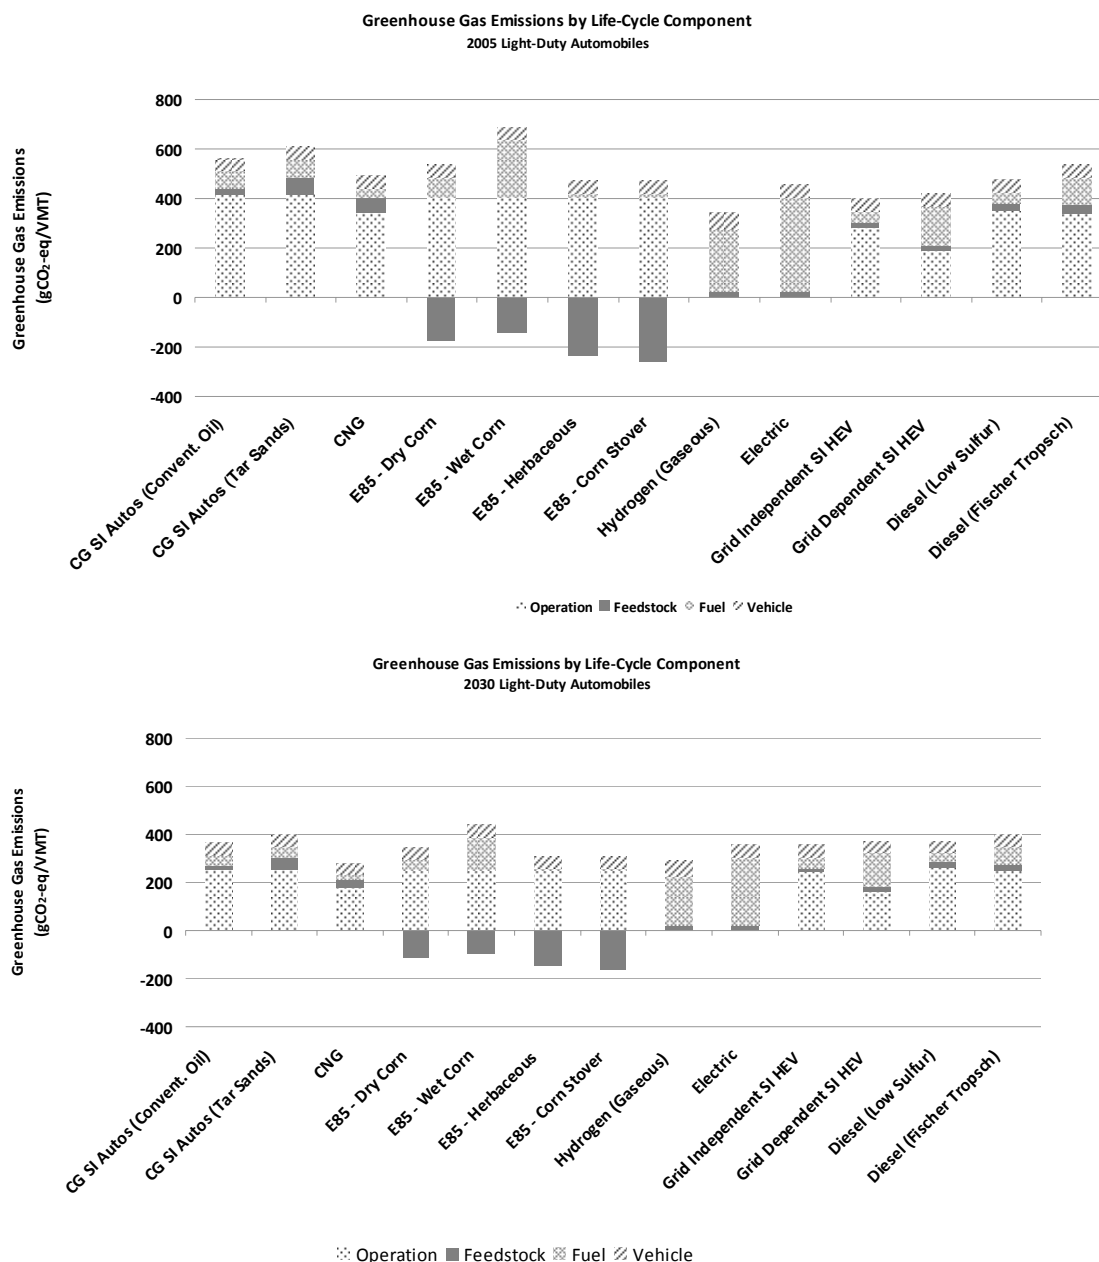 Greenhouse Gas Emissions by Life-Cycle Component
2005 Light-Duty Automobiles
Greenhouse Gas Emissions
(gCO₂-eq/VMT)
800
600
400
200
0
-200
-400
CG SI Autos (Convent. Oil)
CG SI Autos (Tar Sands)
CNG
E85 - Dry Corn
E85 - Wet Corn
E85 - Herbaceous
E85 - Corn Stover
Hydrogen (Gaseous)
Electric
Grid Independent SI HEV
Grid Dependent SI HEV
Diesel (Low Sulfur)
Diesel (Fischer Tropsch)
Operation Feedstock Fuel Vehicle
Greenhouse Gas Emissions by Life-Cycle Component
2030 Light-Duty Automobiles
Greenhouse Gas Emissions
(gCO₂-eq/VMT)
800
600
400
200
0
-200
-400
CG SI Autos (Convent. Oil)
CG SI Autos (Tar Sands)
CNG
E85 - Dry Corn
E85 - Wet Corn
E85 - Herbaceous
E85 - Corn Stover
Hydrogen (Gaseous)
Electric
Grid Independent SI HEV
Grid Dependent SI HEV
Diesel (Low Sulfur)
Diesel (Fischer Tropsch)
Operation Feedstock Fuel Vehicle